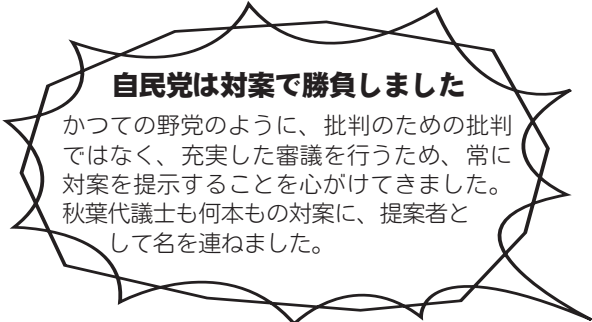 自民党は対案で勝負しました
かつての野党のように、批判のための批判
ではなく、充実した審議を行うため、常に
対案を提示することを心がけてきました。
秋葉代議士も何本もの対案に、提案者と
して名を連ねました。